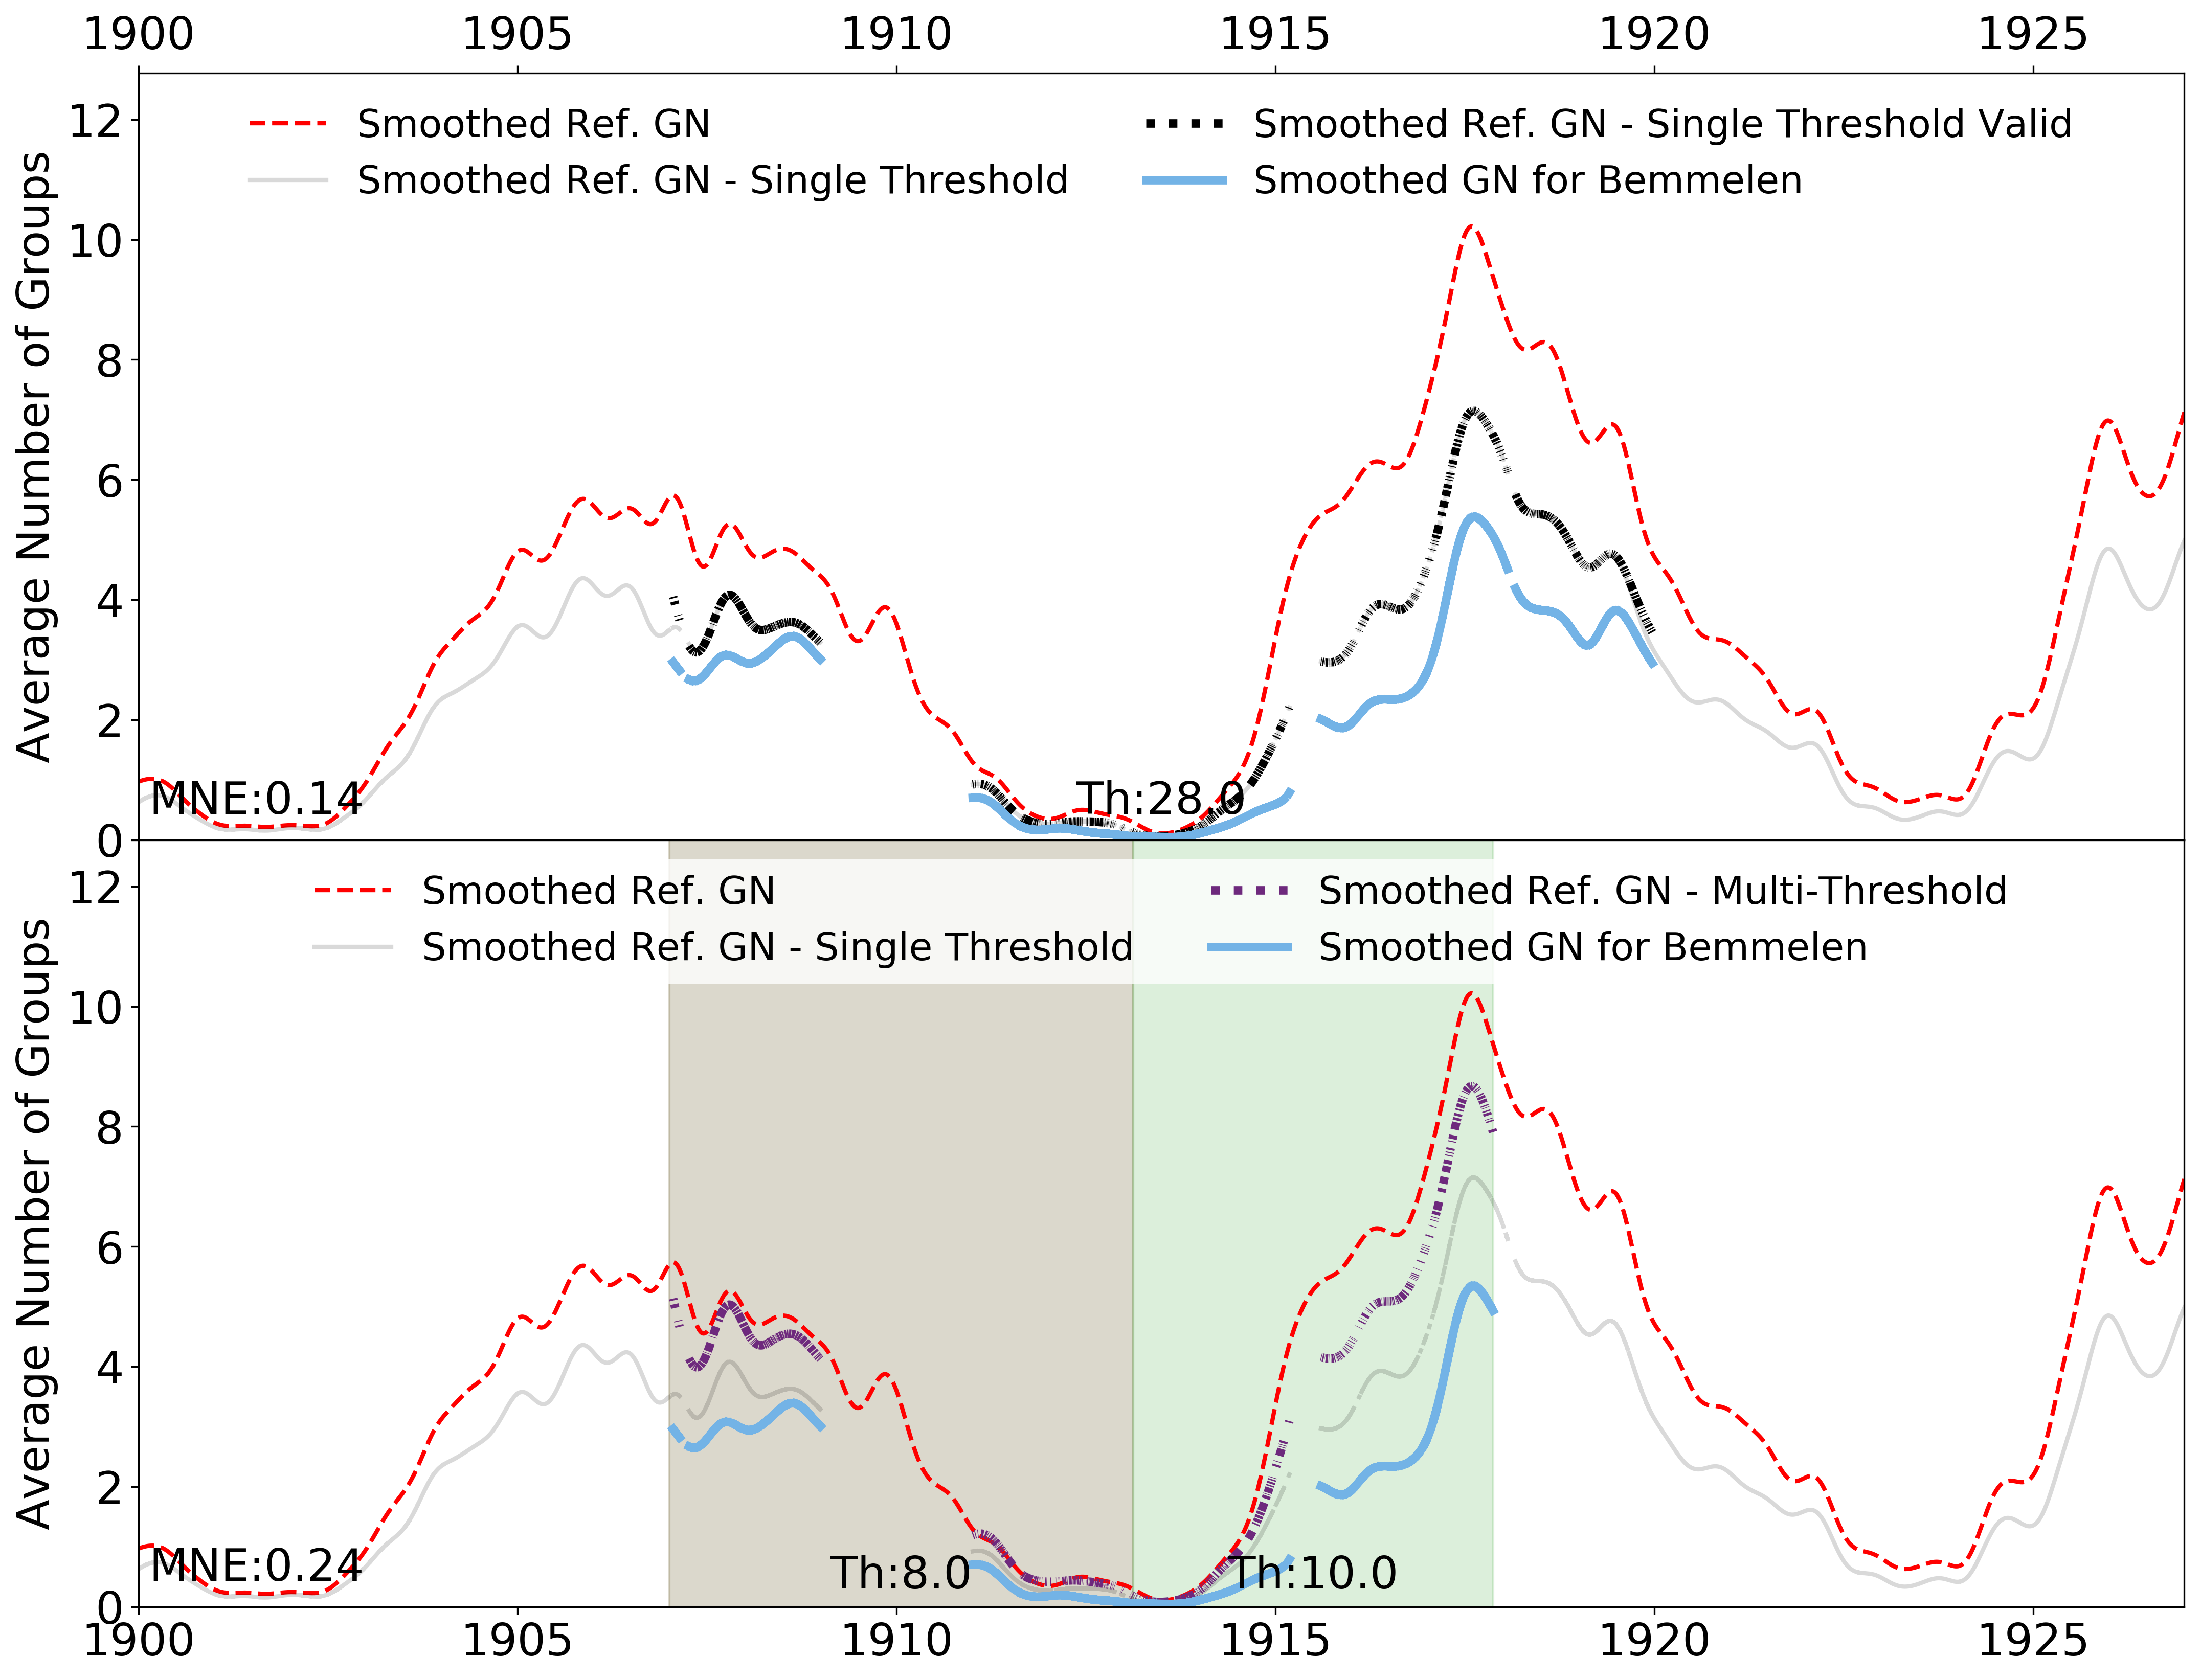 1900 1905 1910 1915 1920 1925
12
10
8
6
4
2
0
Average Number of Groups
Smoothed Ref. GN
Smoothed Ref. GN - Single Threshold
Smoothed Ref. GN - Single Threshold Valid
Smoothed GN for Bemmelen
MNE:0.14
Th:28.0
12
10
8
6
4
2
0
Average Number of Groups
Smoothed Ref. GN
Smoothed Ref. GN - Single Threshold
Smoothed Ref. GN - Multi-Threshold
Smoothed GN for Bemmelen
MNE:0.24
Th:8.0
Th:10.0
1900 1905 1910 1915 1920 1925